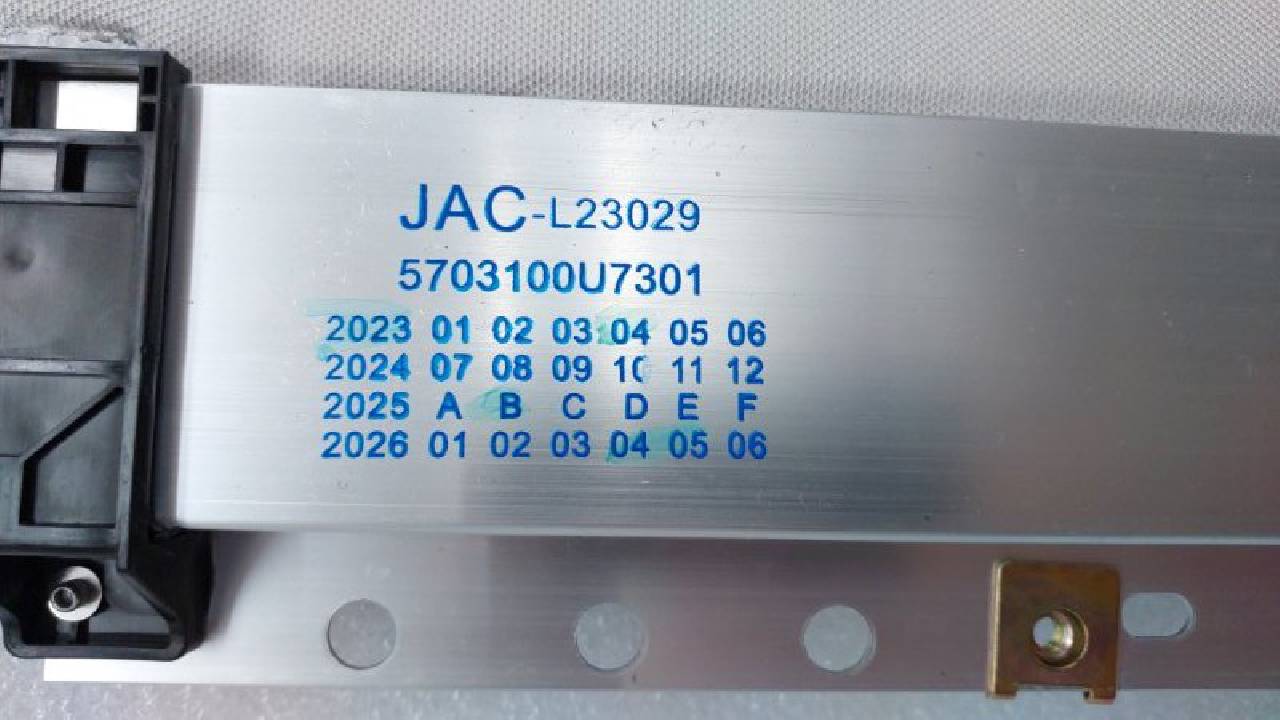 JAC-L23029
5703100U7301
2023 01 02 03 04 05 06
2024 07 08 09 10 11 12
2025 A B C D E F
2026 01 02 03 04 05 06